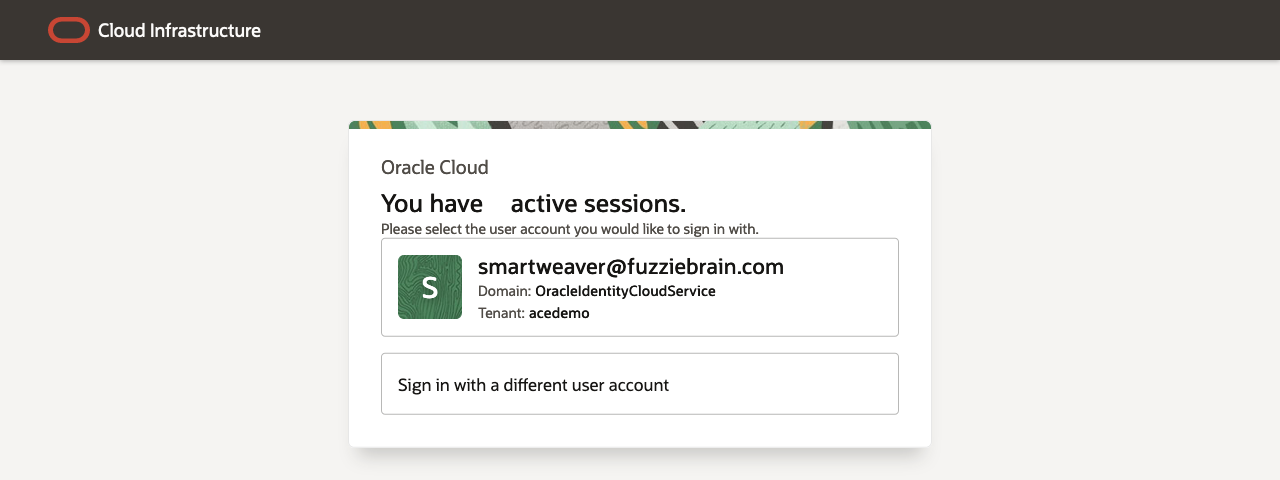 Cloud Infrastructure
Oracle Cloud
You have active sessions.
Please select the user account you would like to sign in with.
S
smartweaver@fuzziebrain.com
Domain: OracleIdentityCloudService
Tenant: acedemo
Sign in with a different user account